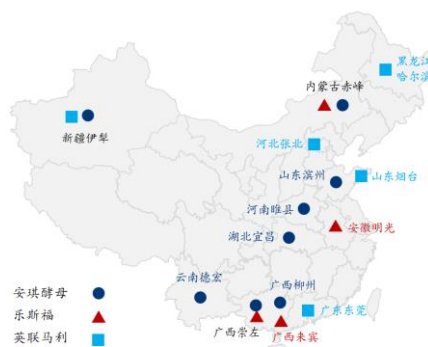 黑龙江
哈尔滨
内蒙古赤峰
新疆伊犁
河北张北
山东滨州
山东烟台
河南睢县
安徽明光
湖北宜昌
云南德宏
广西柳州
广东东莞
广西崇左
广西来宾
安琪酵母
乐斯福
英联马利